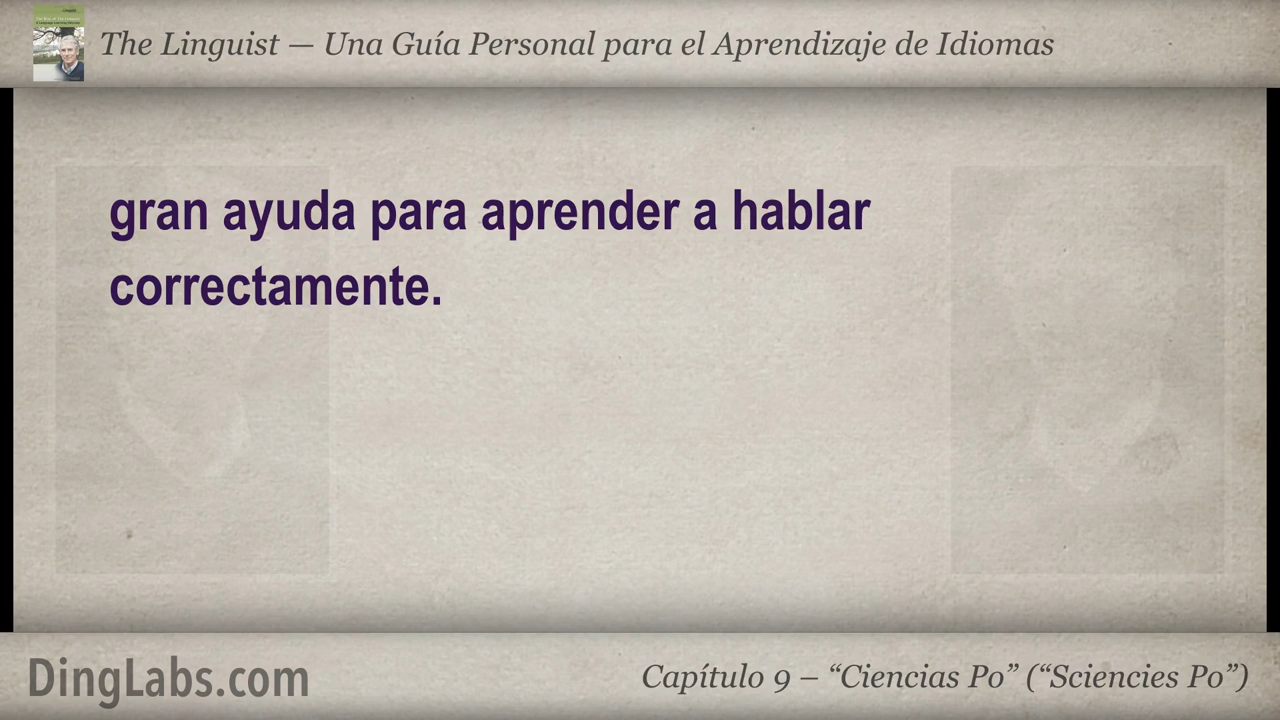 The Linguist — Una Guía Personal para el Aprendizaje de Idiomas
gran ayuda para aprender a hablar
correctamente.
DingLabs.com
Capítulo 9 – “Ciencias Po” (“Sciencies Po”)